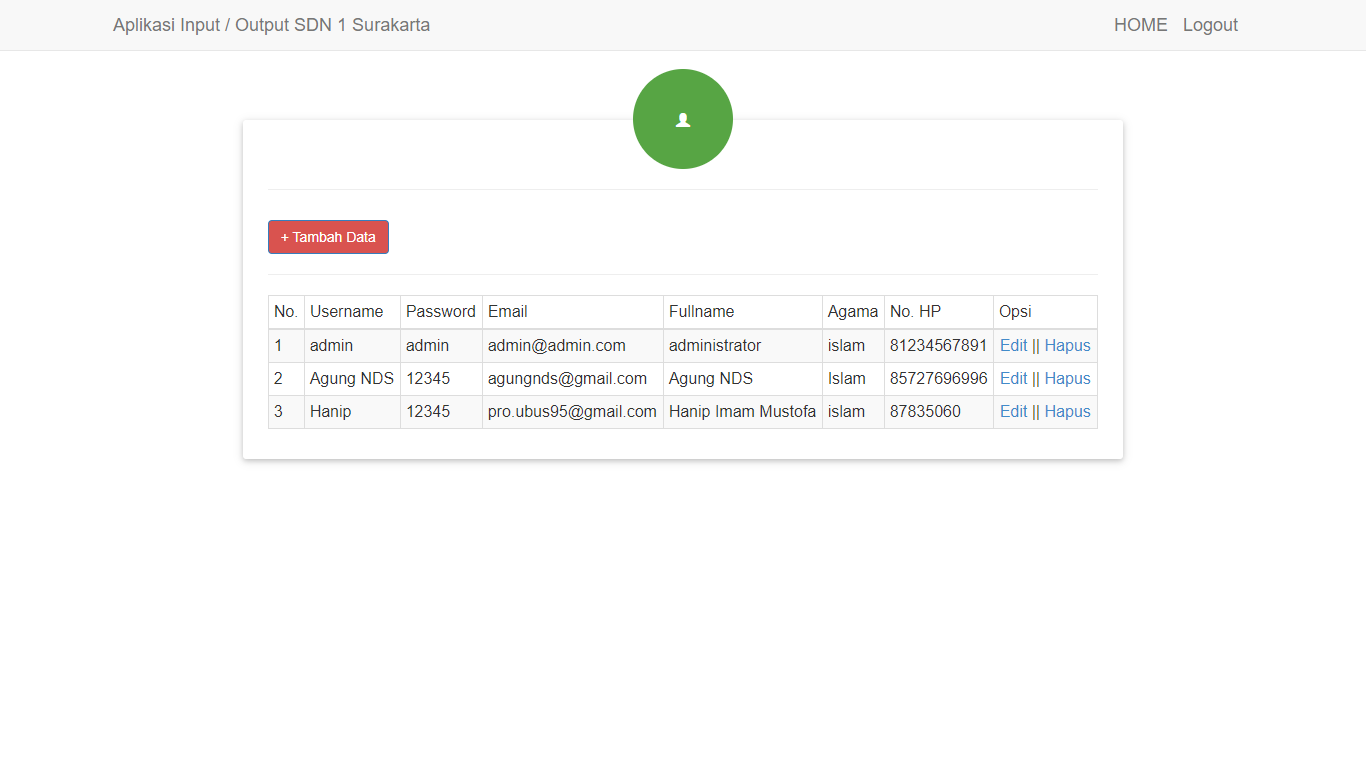 Aplikasi Input / Output SDN 1 Surakarta HOME Logout
+ Tambah Data
No. Username Password Email Fullname Agama No. HP Opsi
1 admin admin admin@admin.com administrator islam 81234567891 Edit || Hapus
2 Agung NDS 12345 agungnds@gmail.com Agung NDS Islam 85727696996 Edit || Hapus
3 Hanip 12345 pro.ubus95@gmail.com Hanip Imam Mustofa islam 87835060 Edit || Hapus